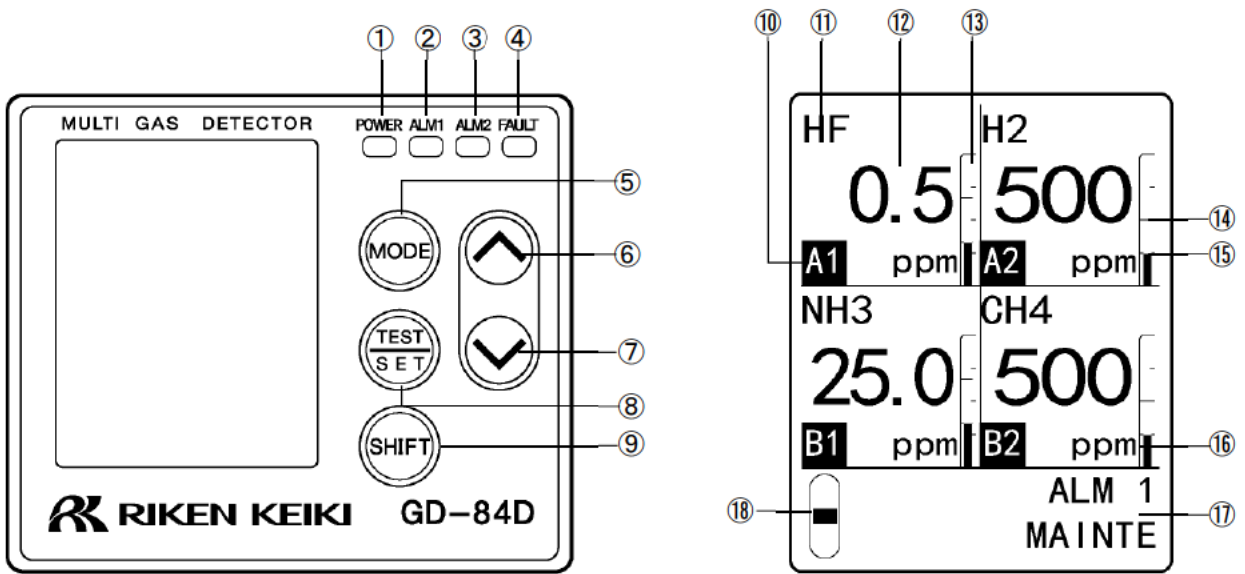 ① ② ③ ④
MULTI GAS DETECTOR
POWER ALM1 ALM2 FAULT
⑤
MODE
⑥
TEST
SET
⑦
⑧
SHIFT
⑨
RIKEN KEIKI
GD-84D
⑩ ⑪ ⑫ ⑬
HF H2
0.5 500
⑭
A1 ppm A2 ppm
⑮
NH3 CH4
25.0 500
B1 ppm B2 ppm
⑯
ALM 1
⑰
MAINTE
⑱